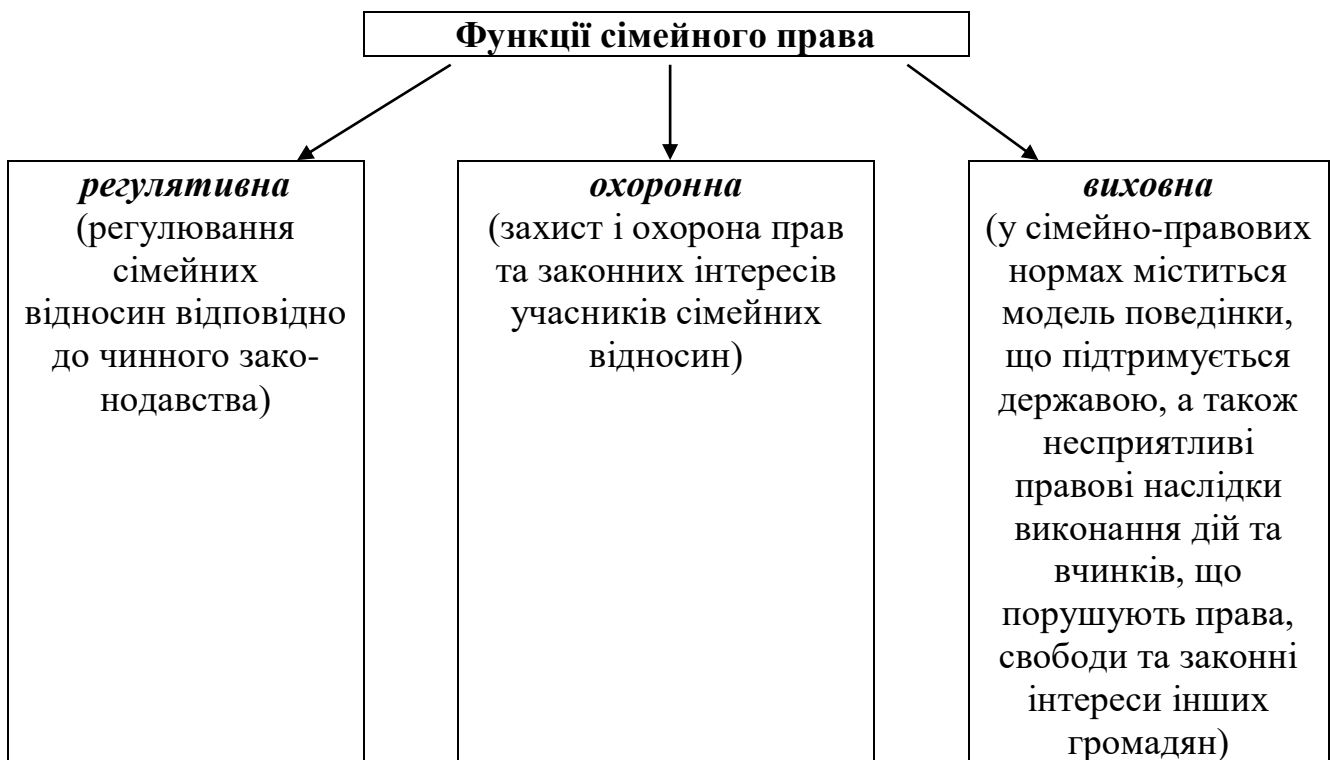 Функції сімейного права
регулятивна
(регулювання
сімейних
відносин відповідно
до чинного зако-
нодавства)
охоронна
(захист і охорона прав
та законних інтересів
учасників сімейних
відносин)
виховна
(у сімейно-правових
нормах міститься
модель поведінки,
що підтримується
державою, а також
несприятливі
правові наслідки
виконання дій та
вчинків, що
порушують права,
свободи та законні
інтереси інших
громадян)